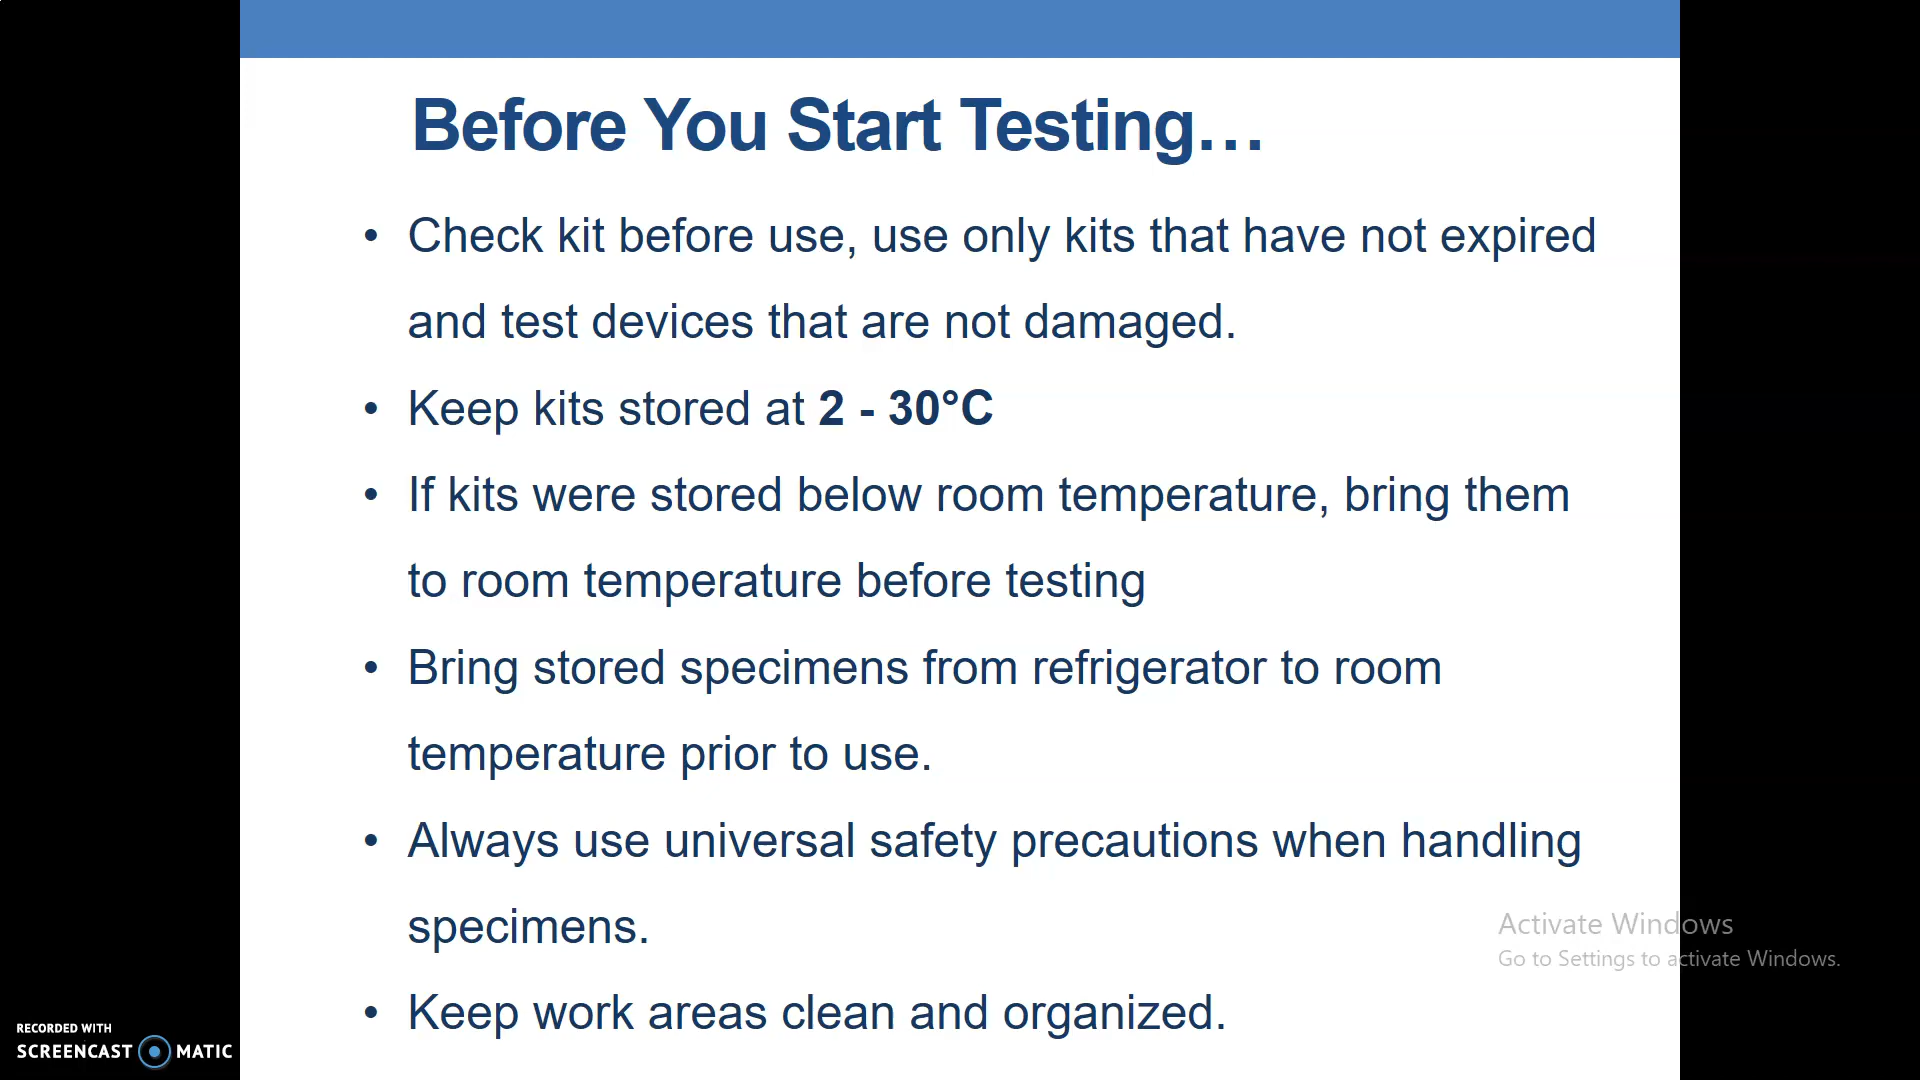 Before You Start Testing…
• Check kit before use, use only kits that have not expired
and test devices that are not damaged.
• Keep kits stored at 2 - 30°C
• If kits were stored below room temperature, bring them
to room temperature before testing
• Bring stored specimens from refrigerator to room
temperature prior to use.
• Always use universal safety precautions when handling
specimens.
• Keep work areas clean and organized.
Activate Windows
Go to Settings to activate Windows.
RECORDED WITH
SCREENCAST MATIC